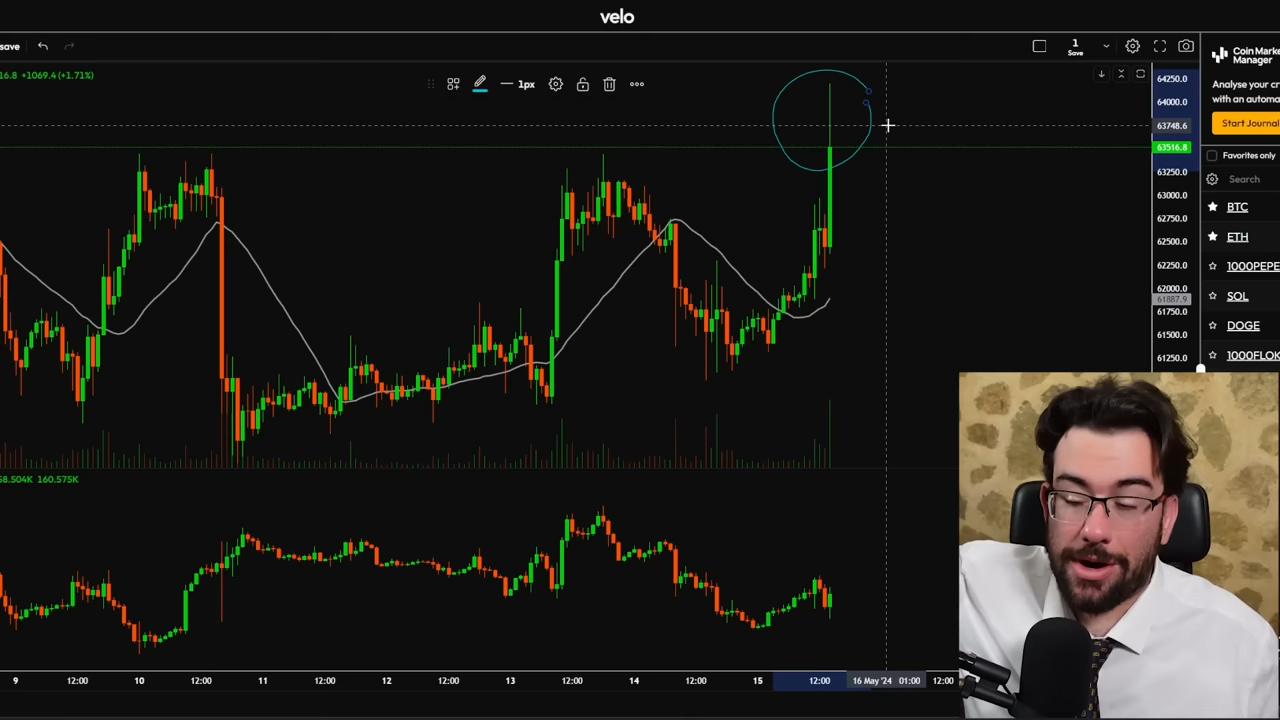 velo
save
1
Save
16.8 +1069.4 (+1.71%)
1px
64250.0
64000.0
63748.6
63516.8
63250.0
63000.0
62750.0
62500.0
62250.0
62000.0
61887.9
61750.0
61500.0
61250.0
Coin Mark
Manager
Analyse your c
with an automa
Start Journal
Favorites only
Search
BTC
ETH
1000PEPE
SOL
DOGE
1000FLOK
58.504K 160.575K
9 12:00 10 12:00 11 12:00 12 12:00 13 12:00 14 12:00 15 12:00 16 May '24 01:00 12:00